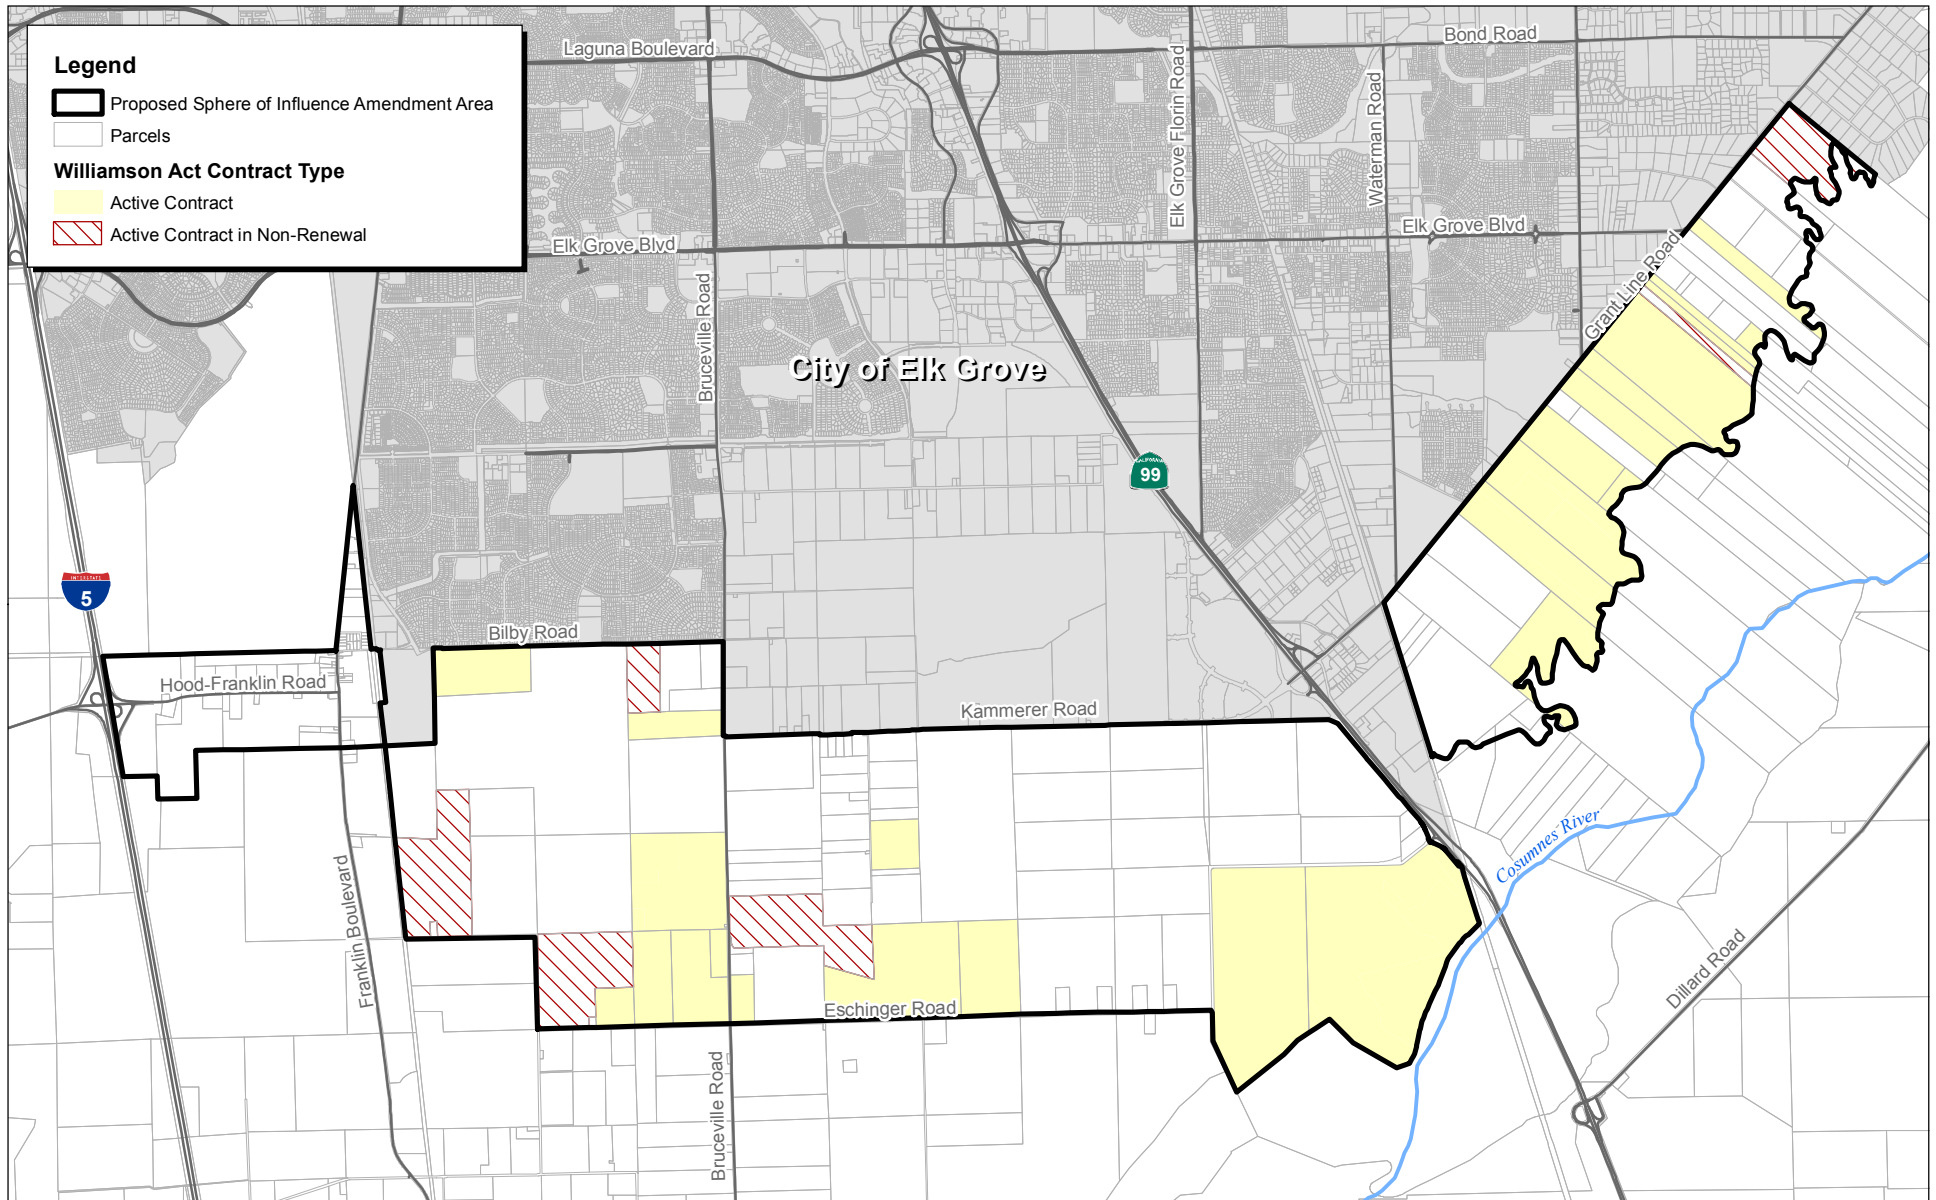 Legend
Proposed Sphere of Influence Amendment Area
Parcels
Williamson Act Contract Type
Active Contract
Active Contract in Non-Renewal
Laguna Boulevard
Bond Road
Elk Grove Florin Road
Waterman Road
Elk Grove Blvd
Elk Grove Blvd
Grant Line Road
Bruceville Road
City of Elk Grove
CALIFORNIA
99
INTERSTATE
5
Bilby Road
Hood-Franklin Road
Kammerer Road
Cosumnes River
Franklin Boulevard
Dillard Road
Eschinger Road
Bruceville Road